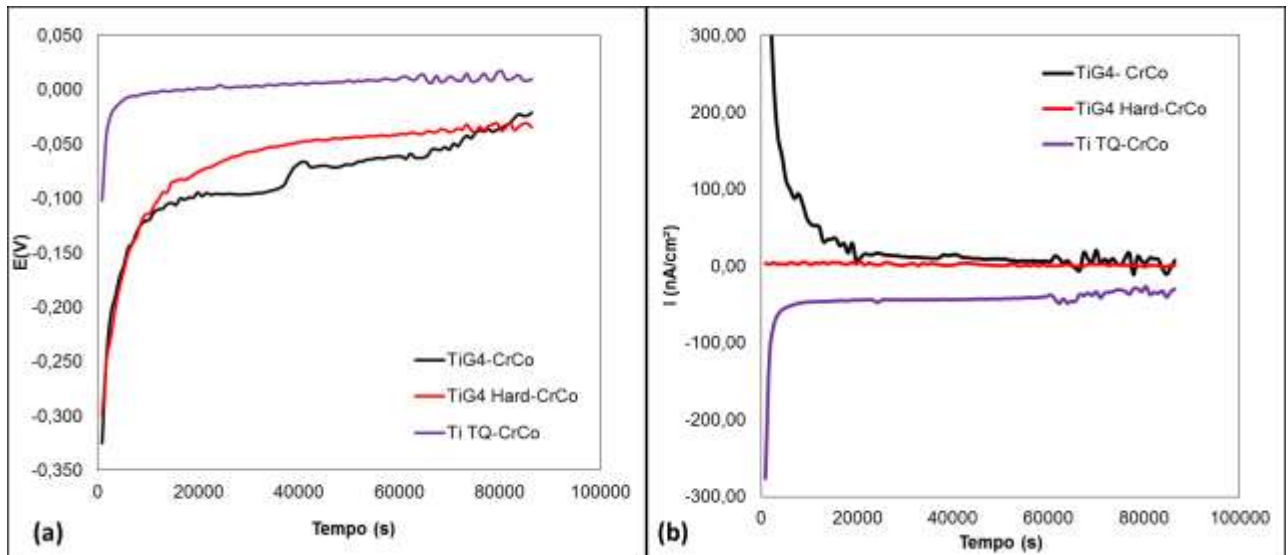 0,050
0,000
-0,050
-0,100
-0,150
-0,200
-0,250
-0,300
-0,350
E(V)
TiG4-CrCo
TiG4 Hard-CrCo
Ti TQ-CrCo
0 20000 40000 60000 80000 100000
Tempo (s)
(a)
300,00
200,00
100,00
0,00
-100,00
-200,00
-300,00
I (nA/cm²)
TiG4- CrCo
TiG4 Hard-CrCo
Ti TQ-CrCo
0 20000 40000 60000 80000 100000
Tempo (s)
(b)